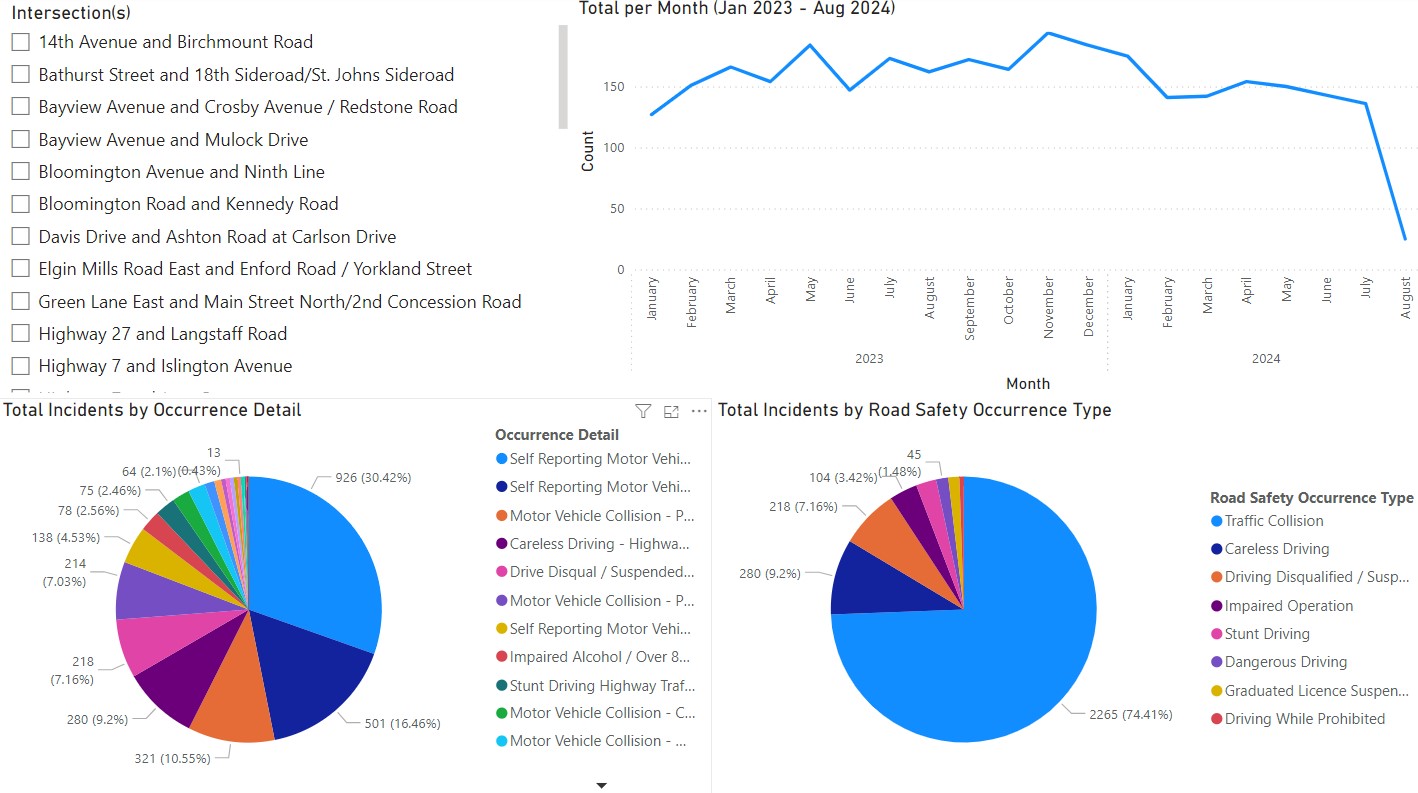 Intersection(s)
14th Avenue and Birchmount Road
Bathurst Street and 18th Sideroad/St. Johns Sideroad
Bayview Avenue and Crosby Avenue / Redstone Road
Bayview Avenue and Mulock Drive
Bloomington Avenue and Ninth Line
Bloomington Road and Kennedy Road
Davis Drive and Ashton Road at Carlson Drive
Elgin Mills Road East and Enford Road / Yorkland Street
Green Lane East and Main Street North/2nd Concession Road
Highway 27 and Langstaff Road
Highway 7 and Islington Avenue
Total per Month (Jan 2023 - Aug 2024)
Count
150
100
50
0
January
February
March
April
May
June
July
August
September
October
November
December
January
February
March
April
May
June
July
August
2023
2024
Month
Total Incidents by Occurrence Detail
13
(0.43%)
64 (2.1%)
75 (2.46%)
78 (2.56%)
138 (4.53%)
214
(7.03%)
218
(7.16%)
280 (9.2%)
321 (10.55%)
501 (16.46%)
926 (30.42%)
Occurrence Detail
Self Reporting Motor Vehi...
Self Reporting Motor Vehi...
Motor Vehicle Collision - P...
Careless Driving - Highwa...
Drive Disqual / Suspended...
Motor Vehicle Collision - P...
Self Reporting Motor Vehi...
Impaired Alcohol / Over 8...
Stunt Driving Highway Traf...
Motor Vehicle Collision - C...
Motor Vehicle Collision - ...
Total Incidents by Road Safety Occurrence Type
45
(1.48%)
104 (3.42%)
218 (7.16%)
280 (9.2%)
2265 (74.41%)
Road Safety Occurrence Type
Traffic Collision
Careless Driving
Driving Disqualified / Susp...
Impaired Operation
Stunt Driving
Dangerous Driving
Graduated Licence Suspen...
Driving While Prohibited